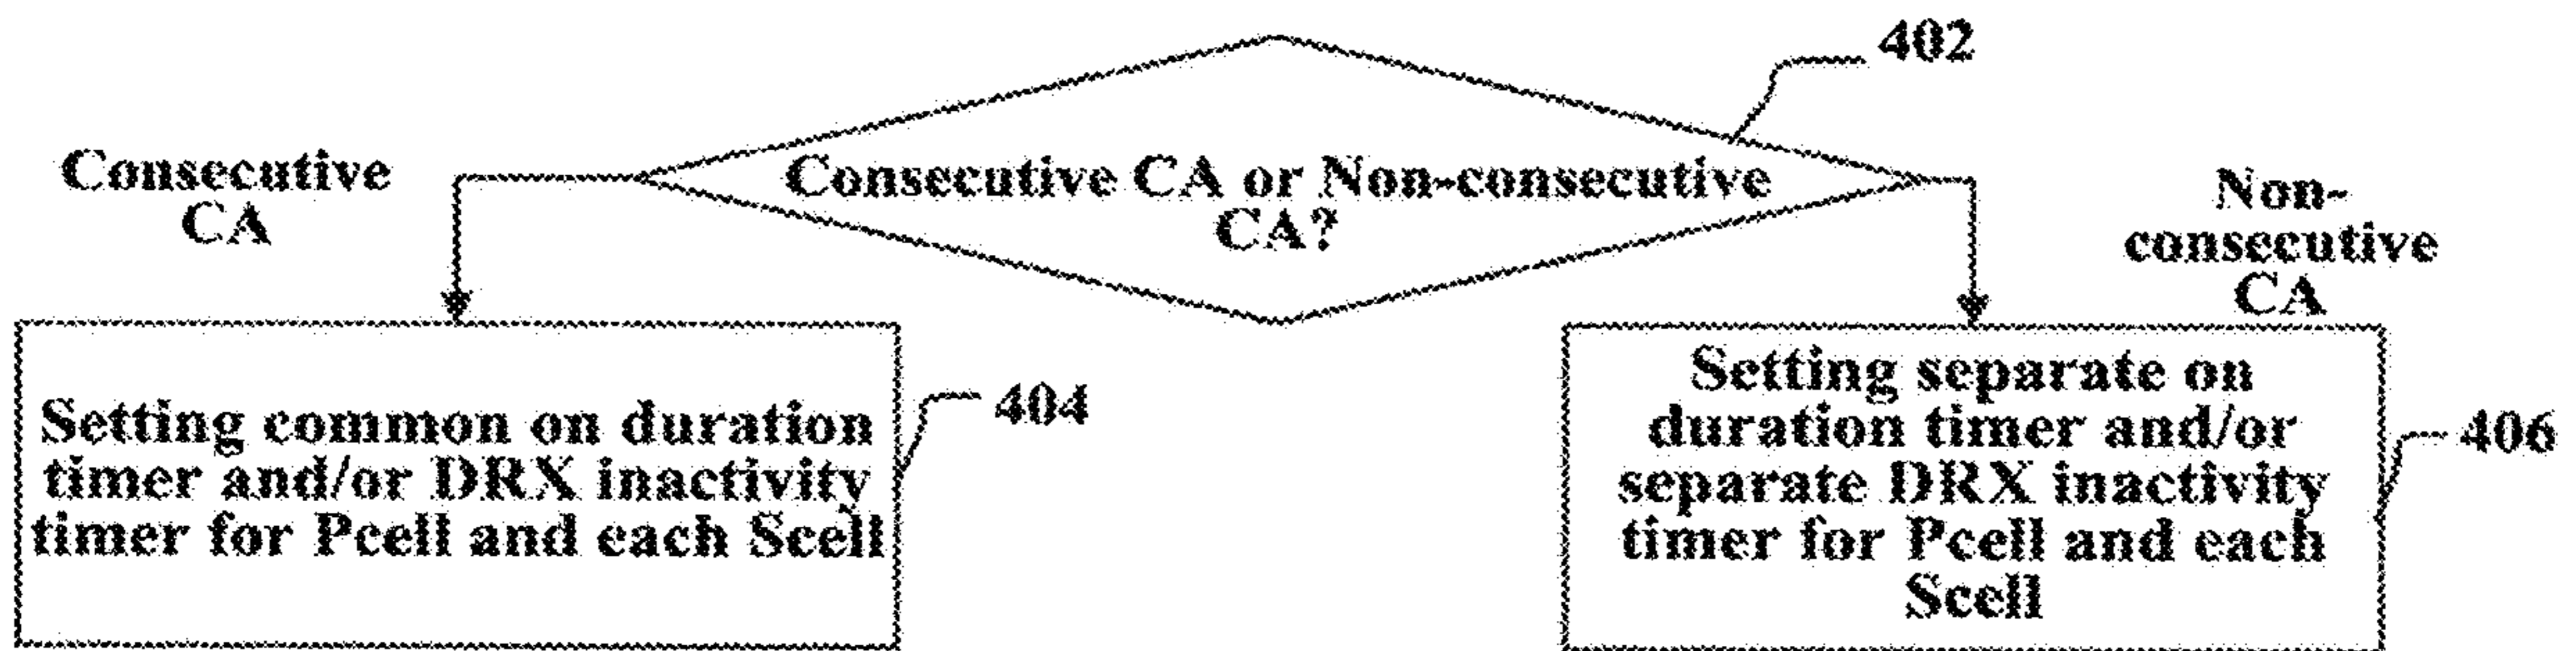 402
Consecutive
CA
Consecutive CA or Non-consecutive
CA?
Non-
consecutive
CA
Setting common on duration
timer and/or DRX inactivity
timer for Pcell and each Scell
404
Setting separate on
duration timer and/or
separate DRX inactivity
timer for Pcell and each
Scell
406